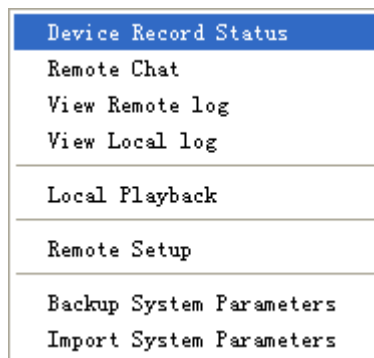 Device Record Status
Remote Chat
View Remote log
View Local log
Local Playback
Remote Setup
Backup System Parameters
Import System Parameters